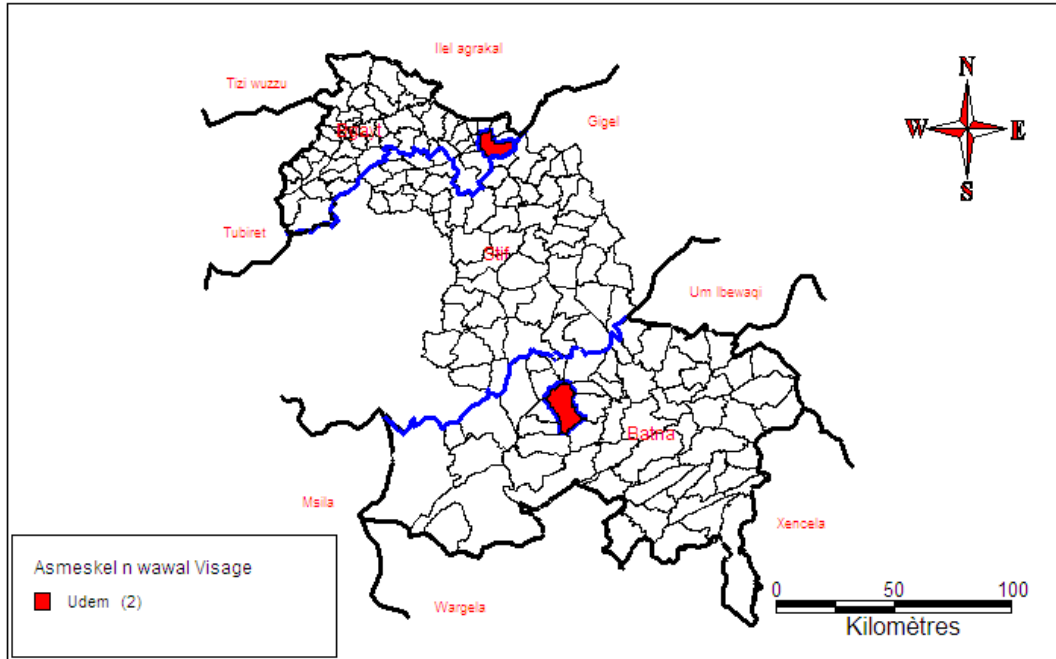 Ilel agrakal
Tizi wuzzu
Gigel
N
W E
S
Stif
Tubiret
Um lbewaqi
Batna
Msila
Xencela
Wargela
Asmeskel n wawal Visage
Udem (2)
0 50 100
Kilomètres